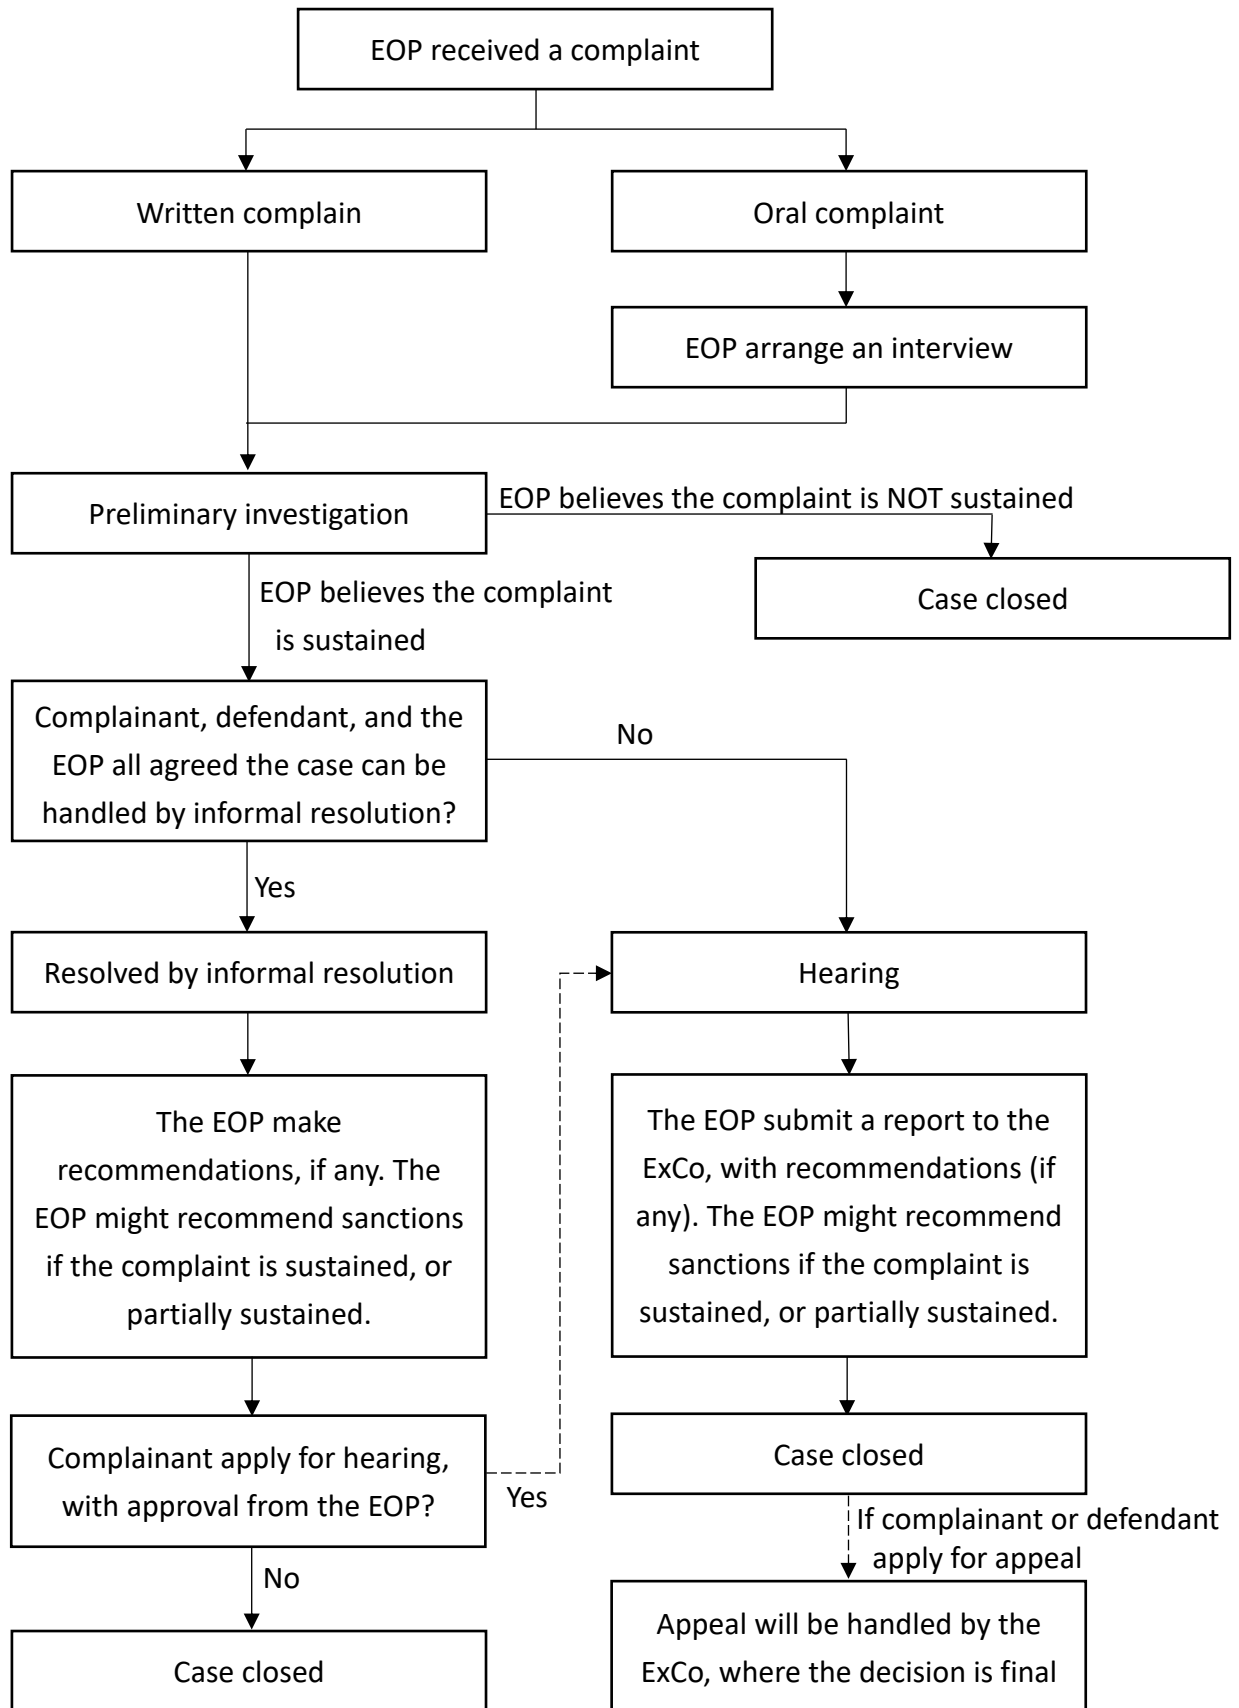 EOP received a complaint
Written complain
Oral complaint
EOP arrange an interview
Preliminary investigation
EOP believes the complaint is NOT sustained
Case closed
EOP believes the complaint
is sustained
Complainant, defendant, and the
EOP all agreed the case can be
handled by informal resolution?
No
Yes
Resolved by informal resolution
Hearing
The EOP make
recommendations, if any. The
EOP might recommend sanctions
if the complaint is sustained, or
partially sustained.
The EOP submit a report to the
ExCo, with recommendations (if
any). The EOP might recommend
sanctions if the complaint is
sustained, or partially sustained.
Complainant apply for hearing,
with approval from the EOP?
Yes
Case closed
If complainant or defendant
apply for appeal
No
Case closed
Appeal will be handled by the
ExCo, where the decision is final